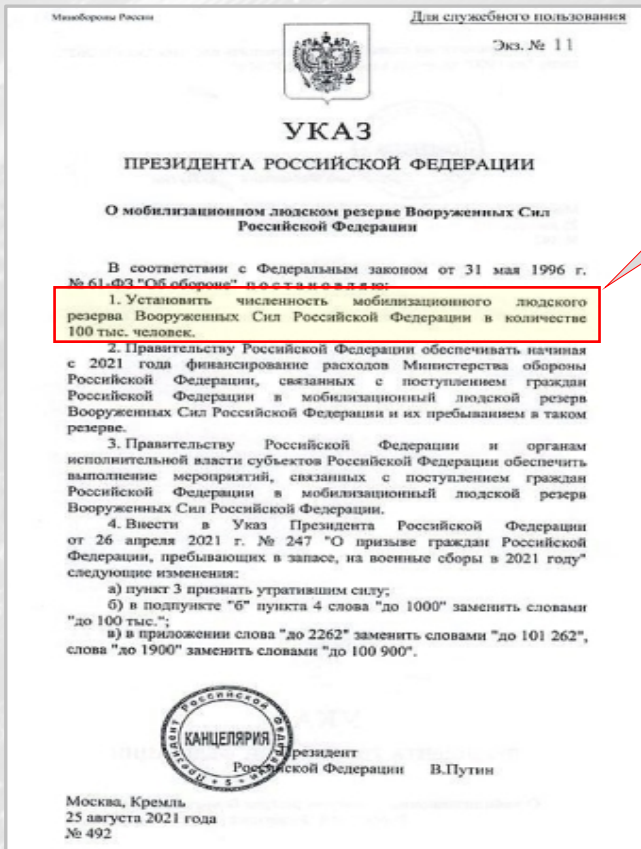 Минобороны России
Для служебного пользования
Экз. № 11
УКАЗ
ПРЕЗИДЕНТА РОССИЙСКОЙ ФЕДЕРАЦИИ
О мобилизационном людском резерве Вооруженных Сил
Российской Федерации
В соответствии с Федеральным законом от 31 мая 1996 г.
№ 61-ФЗ "Об обороне" постановляю:
1. Установить численность мобилизационного людского
резерва Вооруженных Сил Российской Федерации в количестве
100 тыс. человек.
2. Правительству Российской Федерации обеспечивать начиная
с 2021 года финансирование расходов Министерства обороны
Российской Федерации, связанных с поступлением граждан
Российской Федерации в мобилизационный людской резерв
Вооруженных Сил Российской Федерации и их пребыванием в таком
резерве.
3. Правительству Российской Федерации и органам
исполнительной власти субъектов Российской Федерации обеспечить
выполнение мероприятий, связанных с поступлением граждан
Российской Федерации в мобилизационный людской резерв
Вооруженных Сил Российской Федерации.
4. Внести в Указ Президента Российской Федерации
от 26 апреля 2021 г. № 247 "О призыве граждан Российской
Федерации, пребывающих в запасе, на военные сборы в 2021 году"
следующие изменения:
а) пункт 3 признать утратившим силу;
б) в подпункте "б" пункта 4 слова "до 1000" заменить словами
"до 100 тыс.";
в) в приложении слова "до 2262" заменить словами "до 101 262",
слова "до 1900" заменить словами "до 100 900".
Президент Российской Федерации
КАНЦЕЛЯРИЯ
* 5 *
Президент
Российской Федерации В.Путин
Москва, Кремль
25 августа 2021 года
№ 492